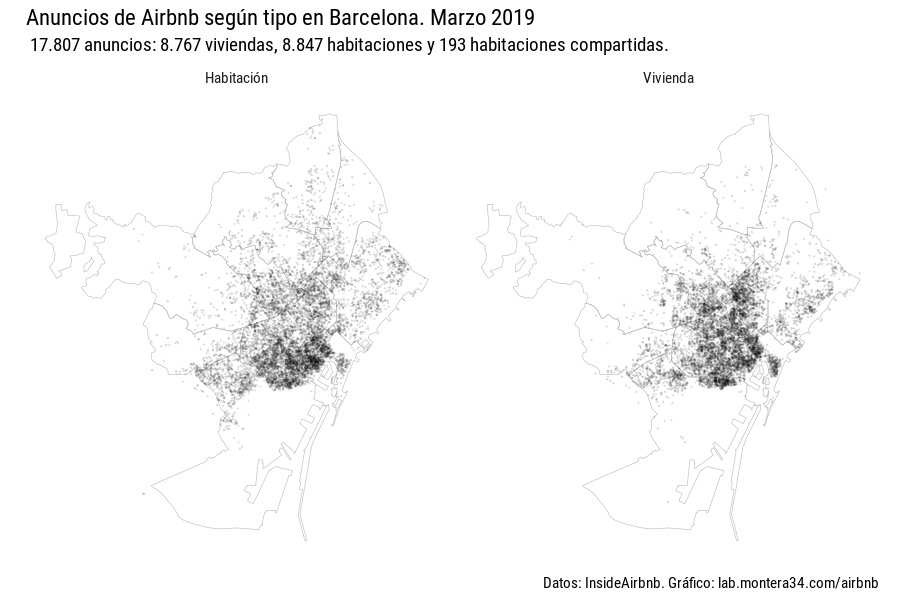 Anuncios de Airbnb según tipo en Barcelona. Marzo 2019
17.807 anuncios: 8.767 viviendas, 8.847 habitaciones y 193 habitaciones compartidas.
Habitación
Vivienda
Datos: InsideAirbnb. Gráfico: lab.montera34.com/airbnb